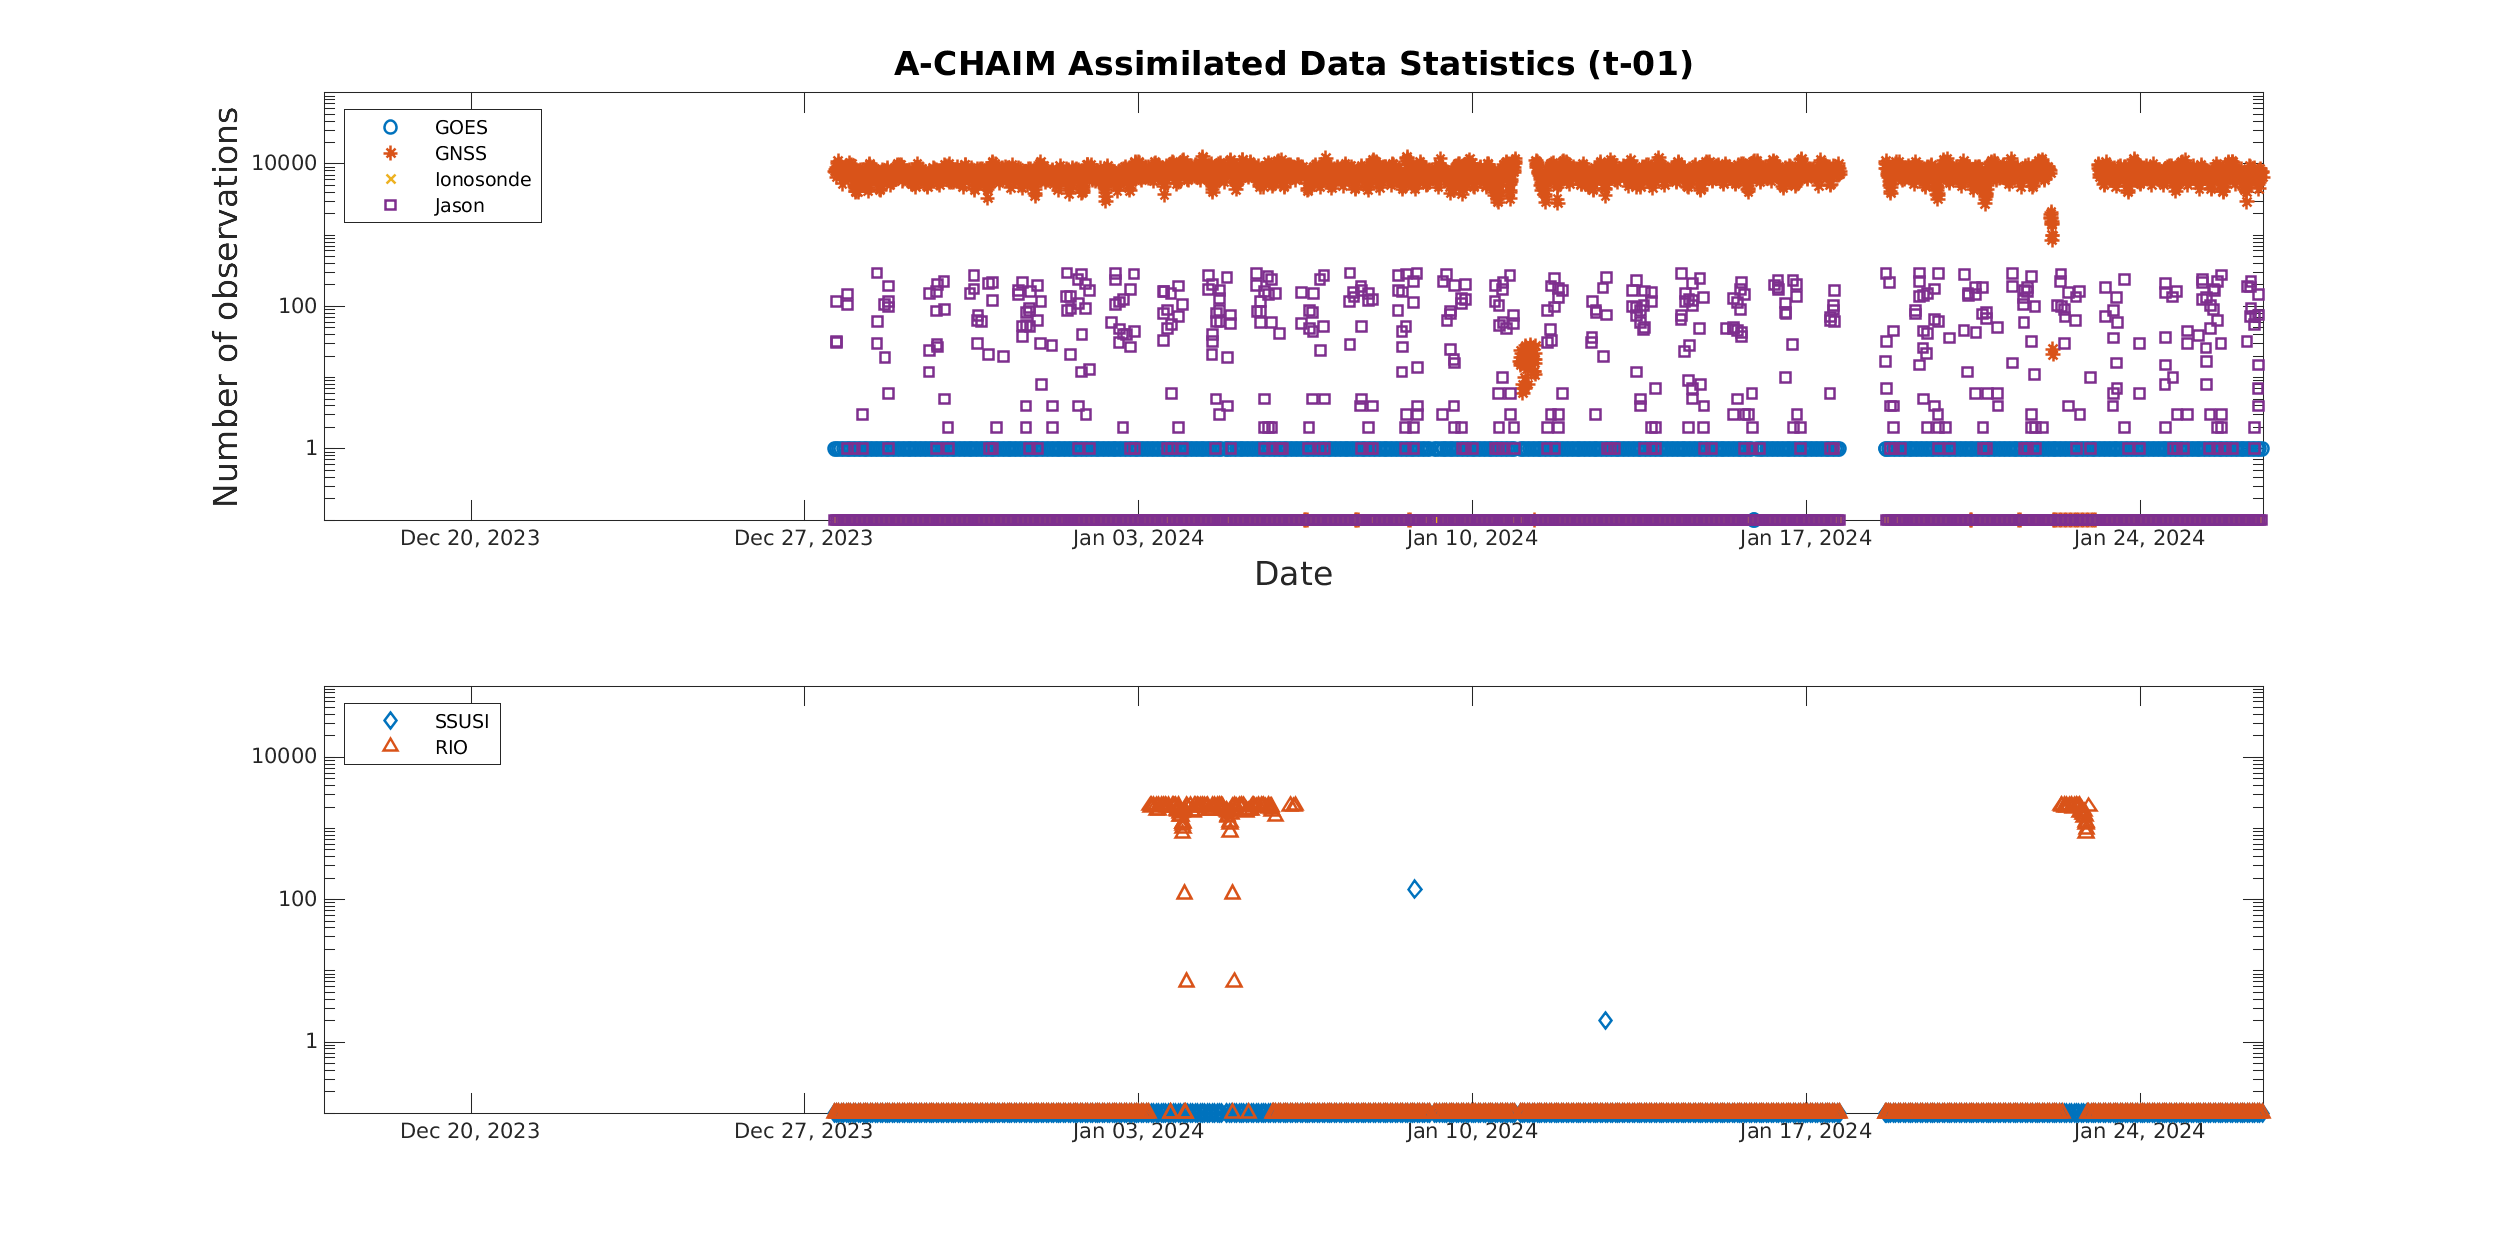 A-CHAIM Assimilated Data Statistics (t-01)
Number of observations
10000
100
1
GOES
GNSS
Ionosonde
Jason
Dec 20, 2023
Dec 27, 2023
Jan 03, 2024
Jan 10, 2024
Jan 17, 2024
Jan 24, 2024
Date
10000
100
1
SSUSI
RIO
Dec 20, 2023
Dec 27, 2023
Jan 03, 2024
Jan 10, 2024
Jan 17, 2024
Jan 24, 2024